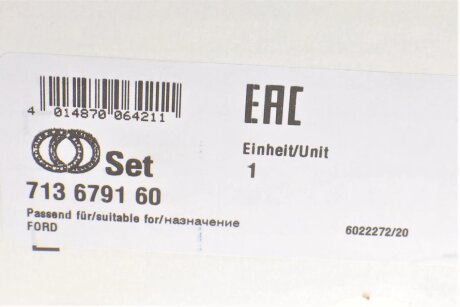 4 014870 064211
EAC
Set
Einheit/Unit
1
713 6791 60
Passend für/suitable for/назначение
FORD
6022272/20